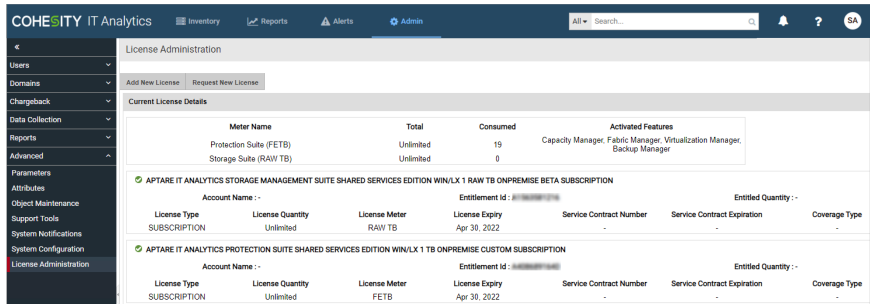 COHESITY IT Analytics Inventory Reports Alerts Admin All Search... ? SA
«
License Administration
Users
Domains
Add New License Request New License
Chargeback
Current License Details
Data Collection
Meter Name Total Consumed Activated Features
Reports
Protection Suite (FETB) Unlimited 19 Capacity Manager, Fabric Manager, Virtualization Manager,
Backup Manager
Advanced
Storage Suite (RAW TB) Unlimited 0
Parameters
APTARE IT ANALYTICS STORAGE MANAGEMENT SUITE SHARED SERVICES EDITION WIN/LX 1 RAW TB ONPREMISE BETA SUBSCRIPTION
Attributes
Account Name : - Entitlement Id : Entitled Quantity : -
Object Maintenance
License Type License Quantity License Meter License Expiry Service Contract Number Service Contract Expiration Coverage Type
Support Tools
SUBSCRIPTION Unlimited RAW TB Apr 30, 2022 - - -
System Notifications
System Configuration
APTARE IT ANALYTICS PROTECTION SUITE SHARED SERVICES EDITION WIN/LX 1 TB ONPREMISE CUSTOM SUBSCRIPTION
License Administration
Account Name : - Entitlement Id : Entitled Quantity : -
License Type License Quantity License Meter License Expiry Service Contract Number Service Contract Expiration Coverage Type
SUBSCRIPTION Unlimited FETB Apr 30, 2022 - - -